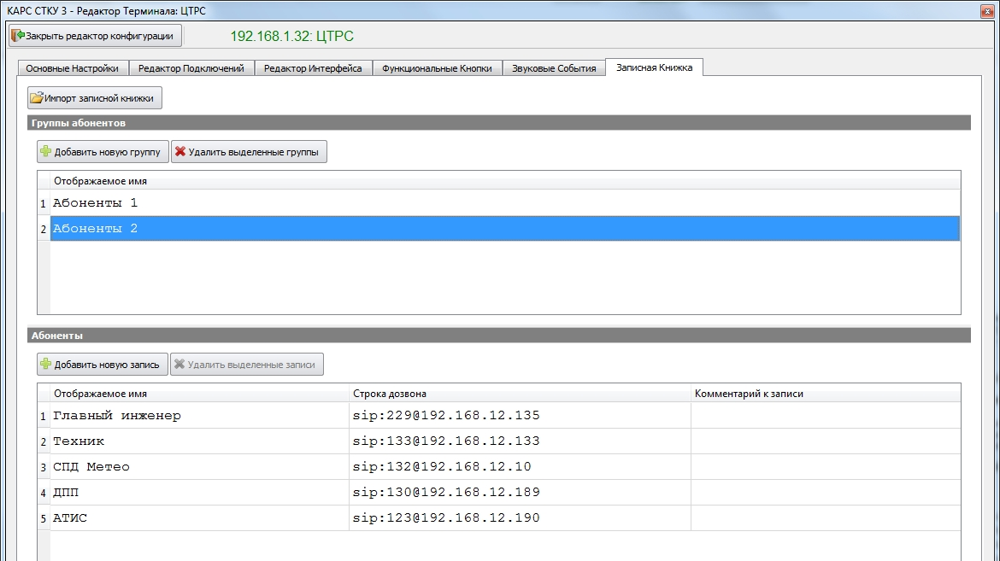 КАРС СТКУ 3 - Редактор Терминала: ЦТРС
Закрыть редактор конфигурации 192.168.1.32: ЦТРС
Основные Настройки Редактор Подключений Редактор Интерфейса Функциональные Кнопки Звуковые События Записная Книжка
Импорт записной книжки
Группы абонентов
Добавить новую группу Удалить выделенные группы
Отображаемое имя
1 Абоненты 1
2 Абоненты 2
Абоненты
Добавить новую запись Удалить выделенные записи
Отображаемое имя Строка дозвона Комментарий к записи
1 Главный инженер sip:229@192.168.12.135
2 Техник sip:133@192.168.12.133
3 СПД Метео sip:132@192.168.12.10
4 ДПП sip:130@192.168.12.189
5 АТИС sip:123@192.168.12.190